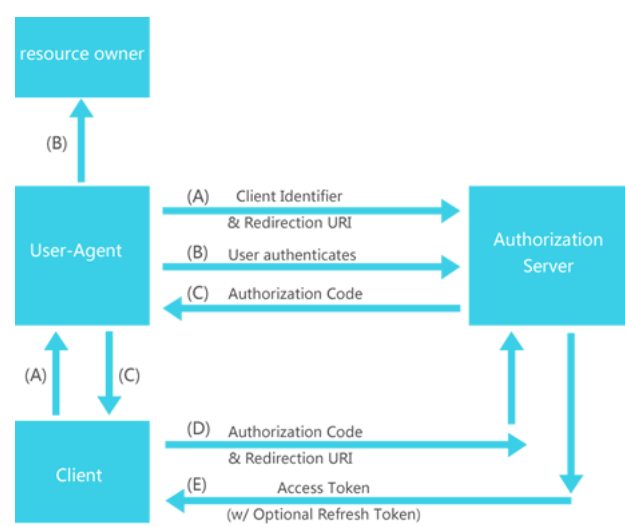 resource owner
(B)
(A) Client Identifier
& Redirection URI
User-Agent
(B) User authenticates
Authorization
Server
(C) Authorization Code
(A)
(C)
(D) Authorization Code
& Redirection URI
Client
(E) Access Token
(w/ Optional Refresh Token)